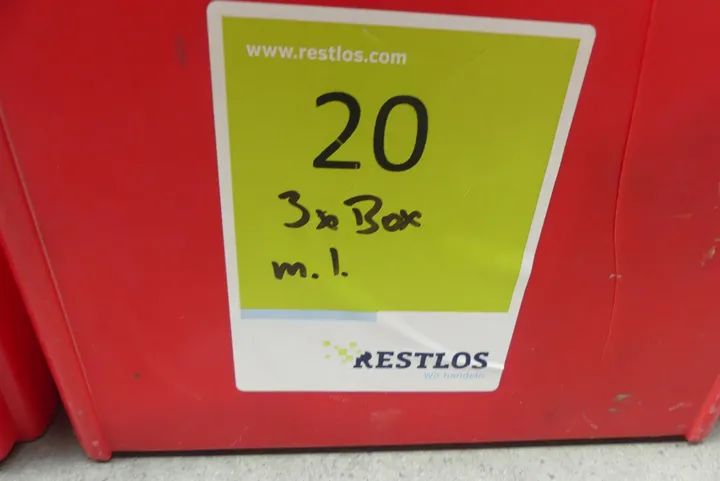 www.restlos.com
20
3x Box
m. I.
RESTLOS
Wir handeln.